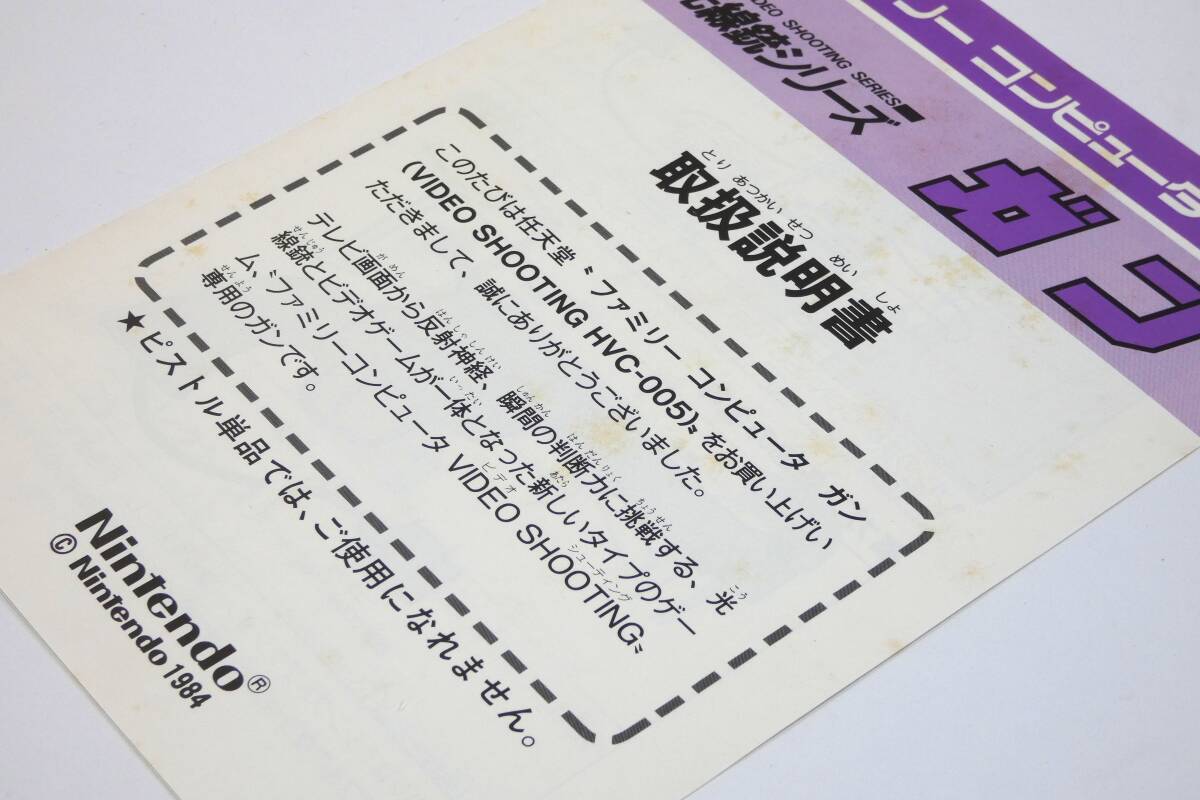 リー コンピュータ
VIDEO SHOOTING SERIES
光線銃シリーズ
ガン
とり あつかい せつ めい しょ
取扱説明書
このたびは任天堂〝ファミリー コンピュータ ガン
(VIDEO SHOOTING HVC-005)〟をお買い上げい
ただきまして、誠にありがとうございました。
テレビ画面から反射神経、瞬間の判断力に挑戦する、光
線銃とビデオゲームが一体となった新しいタイプのゲー
ム、〝ファミリーコンピュータ VIDEO SHOOTING〟
専用のガンです。
★ピストル単品では、ご使用になれません。
Nintendo®
© Nintendo 1984